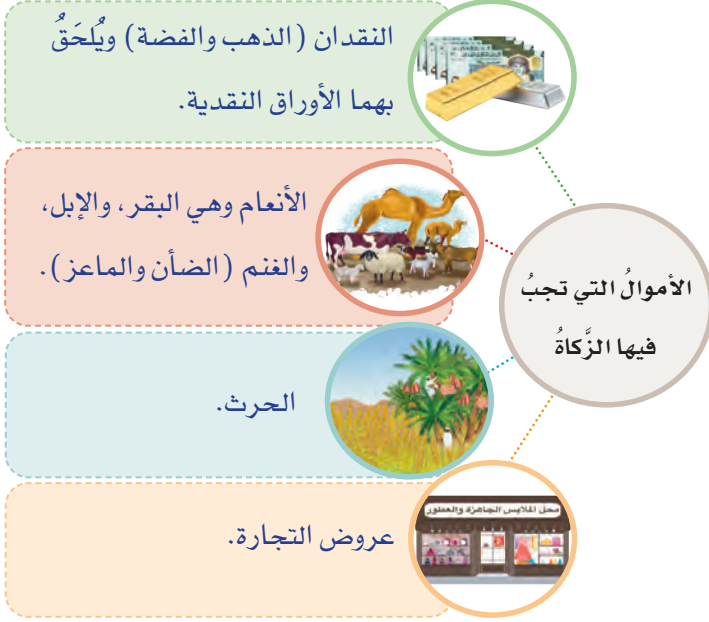 الأموالُ التي تجبُ
فيها الزَّكاةُ
النقدان (الذهب والفضة) ويُلحَقُ
بهما الأوراق النقدية.
الأنعام وهي البقر، والإبل،
والغنم (الضأن والماعز).
الحرث.
عروض التجارة.
محل الملابس الجاهزة والعطور